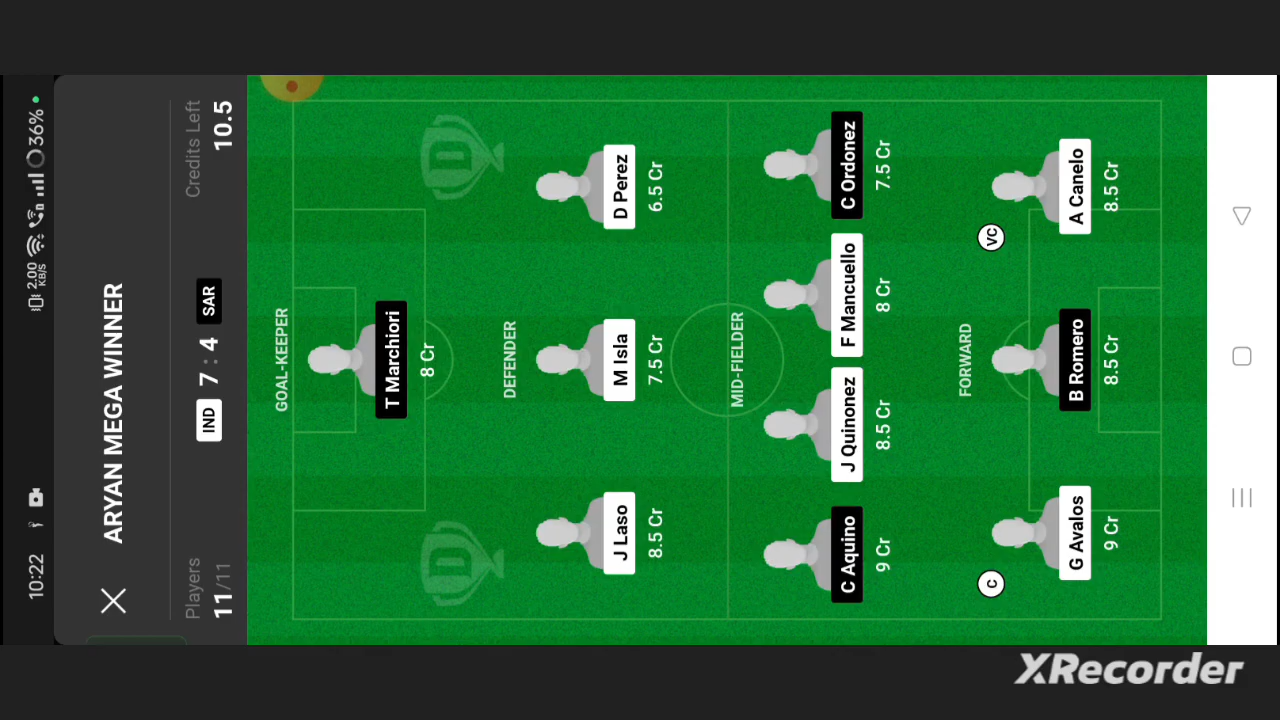 10:22
2.00 KB/S
36%
ARYAN MEGA WINNER
Players
11/11
IND 7 : 4 SAR
Credits Left
10.5
GOAL-KEEPER
T Marchiori
8 Cr
DEFENDER
J Laso
8.5 Cr
M Isla
7.5 Cr
D Perez
6.5 Cr
MID-FIELDER
C Aquino
9 Cr
J Quinonez
8.5 Cr
F Mancuello
8 Cr
C Ordonez
7.5 Cr
FORWARD
C
G Avalos
9 Cr
B Romero
8.5 Cr
VC
A Canelo
8.5 Cr
D
D
XRecorder